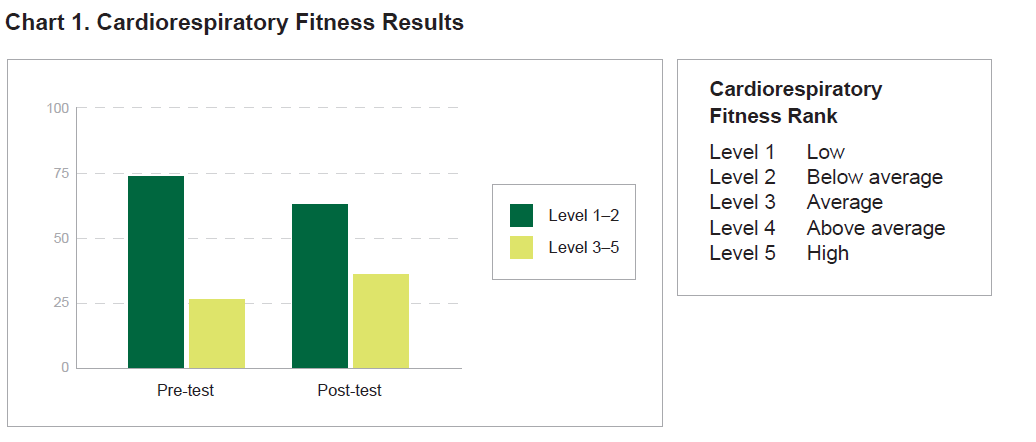 Chart 1. Cardiorespiratory Fitness Results
100
75
50
25
0
Pre-test Post-test
Level 1–2
Level 3–5
Cardiorespiratory
Fitness Rank
Level 1 Low
Level 2 Below average
Level 3 Average
Level 4 Above average
Level 5 High